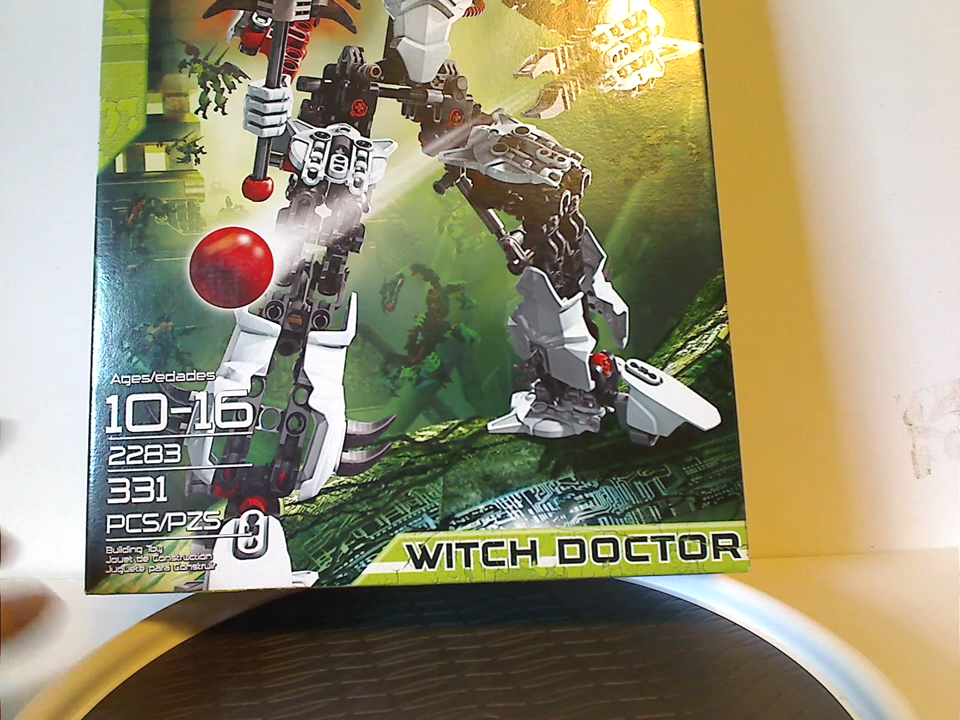 Ages/edades
10-16
2283
331
PCS/PZS
Building Toy
Jouet de Construction
Juguete para Construir
WITCH DOCTOR